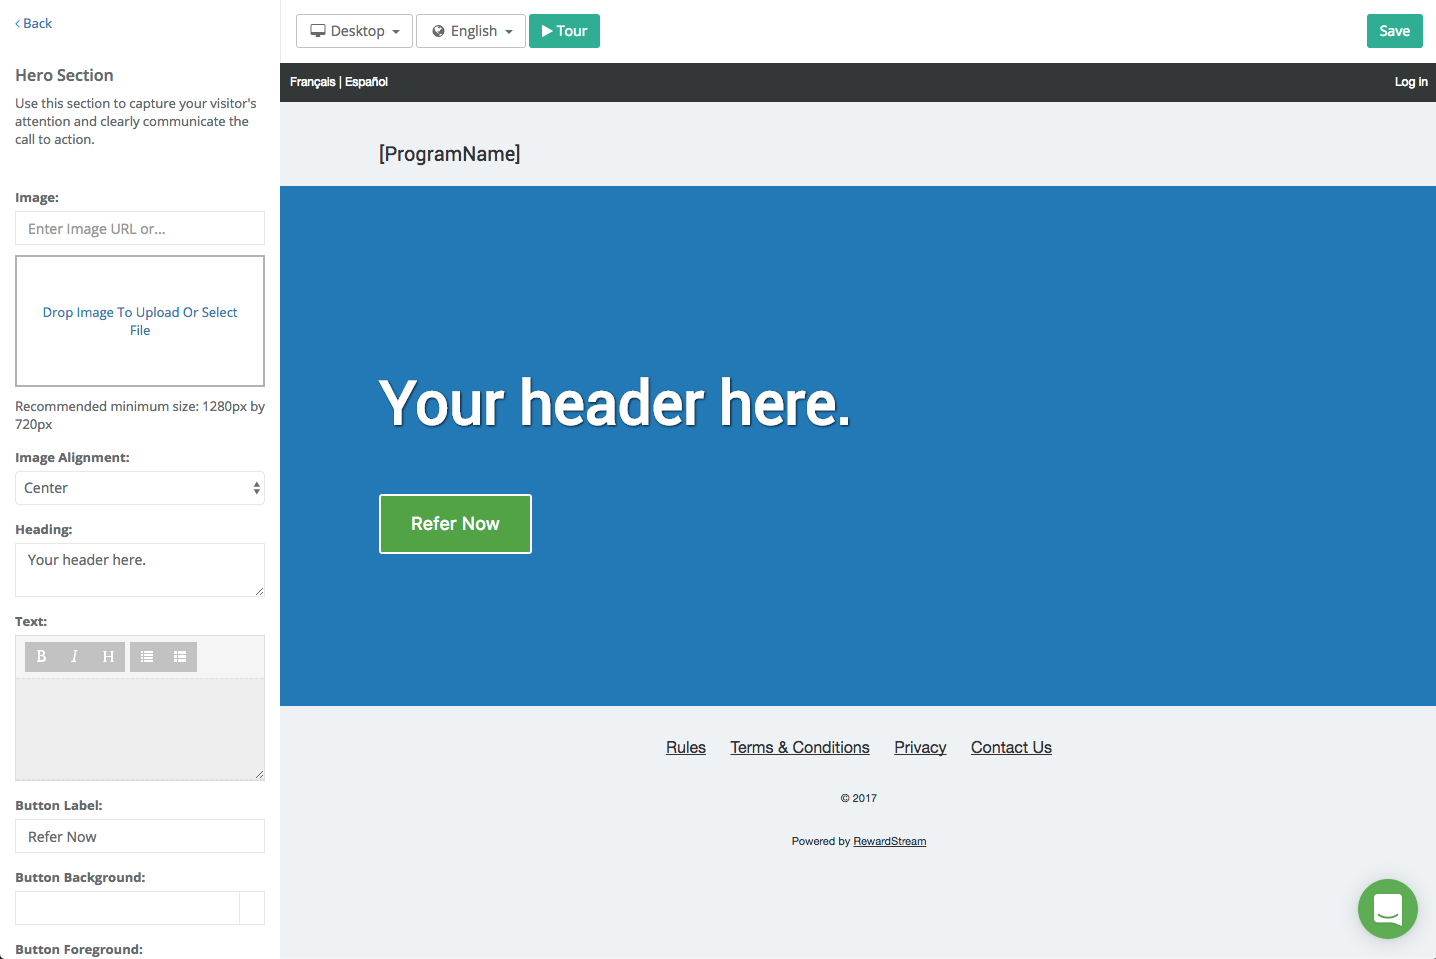 ‹ Back
Hero Section
Use this section to capture your visitor's
attention and clearly communicate the
call to action.
Image:
Enter Image URL or...
Drop Image To Upload Or Select
File
Recommended minimum size: 1280px by
720px
Image Alignment:
Center
Heading:
Your header here.
Text:
B I H
Button Label:
Refer Now
Button Background:
Button Foreground:
Desktop English Tour Save
Français | Español Log in
[ProgramName]
Your header here.
Refer Now
Rules Terms & Conditions Privacy Contact Us
© 2017
Powered by RewardStream